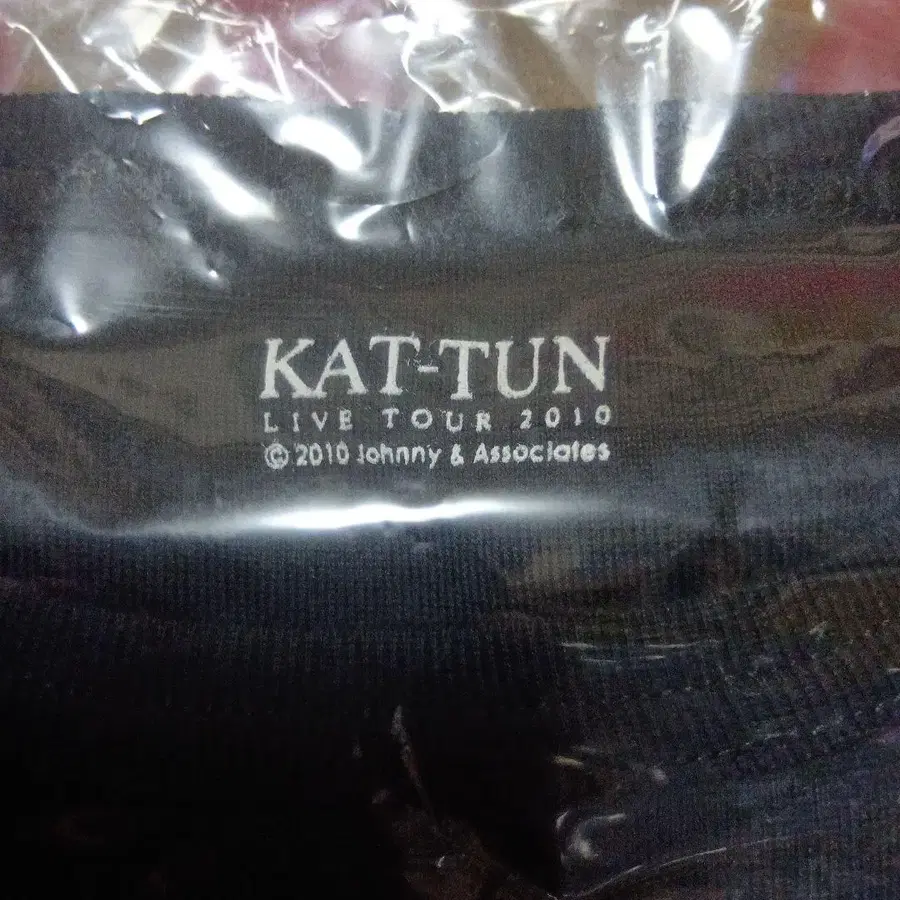 KAT-TUN
LIVE TOUR 2010
© 2010 Johnny & Associates